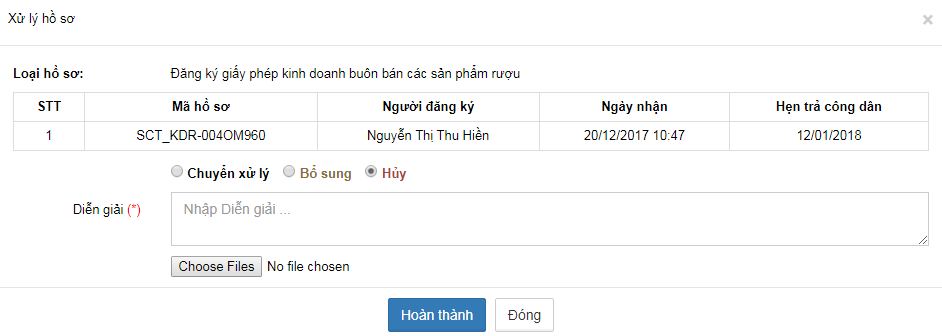 Xử lý hồ sơ ×
Loại hồ sơ: Đăng ký giấy phép kinh doanh buôn bán các sản phẩm rượu
STT Mã hồ sơ Người đăng ký Ngày nhận Hẹn trả công dân
1 SCT_KDR-004OM960 Nguyễn Thị Thu Hiền 20/12/2017 10:47 12/01/2018
Chuyển xử lý Bổ sung Hủy
Diễn giải (*) Nhập Diễn giải ...
Choose Files No file chosen
Hoàn thành Đóng